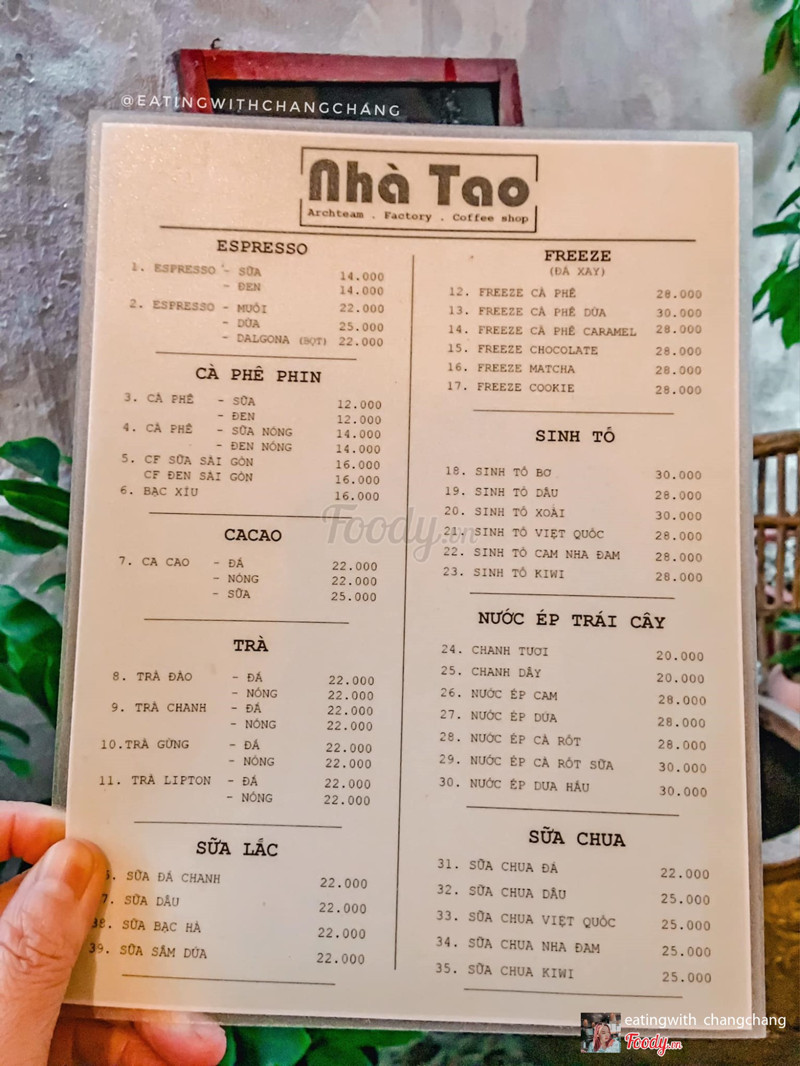 @EATINGWITHCHANGCHANG
Nhà Tao
Archteam . Factory . Coffee shop
ESPRESSO
1. ESPRESSO - SỮA 14.000
- ĐEN 14.000
2. ESPRESSO - MUỐI 22.000
- DỪA 25.000
- DALGONA (BỌT) 22.000
CÀ PHÊ PHIN
3. CÀ PHÊ - SỮA 12.000
- ĐEN 12.000
4. CÀ PHÊ - SỮA NÓNG 14.000
- ĐEN NÓNG 14.000
5. CF SỮA SÀI GÒN 16.000
CF ĐEN SÀI GÒN 16.000
6. BẠC XỈU 16.000
CACAO
7. CA CAO - ĐÁ 22.000
- NÓNG 22.000
- SỮA 25.000
TRÀ
8. TRÀ ĐÀO - ĐÁ 22.000
- NÓNG 22.000
9. TRÀ CHANH - ĐÁ 22.000
- NÓNG 22.000
10.TRÀ GỪNG - ĐÁ 22.000
- NÓNG 22.000
11. TRÀ LIPTON - ĐÁ 22.000
- NÓNG 22.000
SỮA LẮC
6. SỮA ĐÁ CHANH 22.000
7. SỮA DÂU 22.000
38. SỮA BẠC HÀ 22.000
39. SỮA SẦM DỨA 22.000
FREEZE
(ĐÁ XAY)
12. FREEZE CÀ PHÊ 28.000
13. FREEZE CÀ PHÊ DỪA 30.000
14. FREEZE CÀ PHÊ CARAMEL 28.000
15. FREEZE CHOCOLATE 28.000
16. FREEZE MATCHA 28.000
17. FREEZE COOKIE 28.000
SINH TỐ
18. SINH TỐ BƠ 30.000
19. SINH TỐ DÂU 28.000
20. SINH TỐ XOÀI 30.000
21. SINH TỐ VIỆT QUỐC 28.000
22. SINH TỐ CAM NHA ĐAM 28.000
23. SINH TỐ KIWI 28.000
NƯỚC ÉP TRÁI CÂY
24. CHANH TƯƠI 20.000
25. CHANH DÂY 20.000
26. NƯỚC ÉP CAM 28.000
27. NƯỚC ÉP DỨA 28.000
28. NƯỚC ÉP CÀ RỐT 28.000
29. NƯỚC ÉP CÀ RỐT SỮA 30.000
30. NƯỚC ÉP DƯA HẤU 30.000
SỮA CHUA
31. SỮA CHUA ĐÁ 22.000
32. SỮA CHUA DÂU 25.000
33. SỮA CHUA VIỆT QUỐC 25.000
34. SỮA CHUA NHA ĐAM 25.000
35. SỮA CHUA KIWI 25.000
Foody.vn
eatingwith changchang
Foody.vn